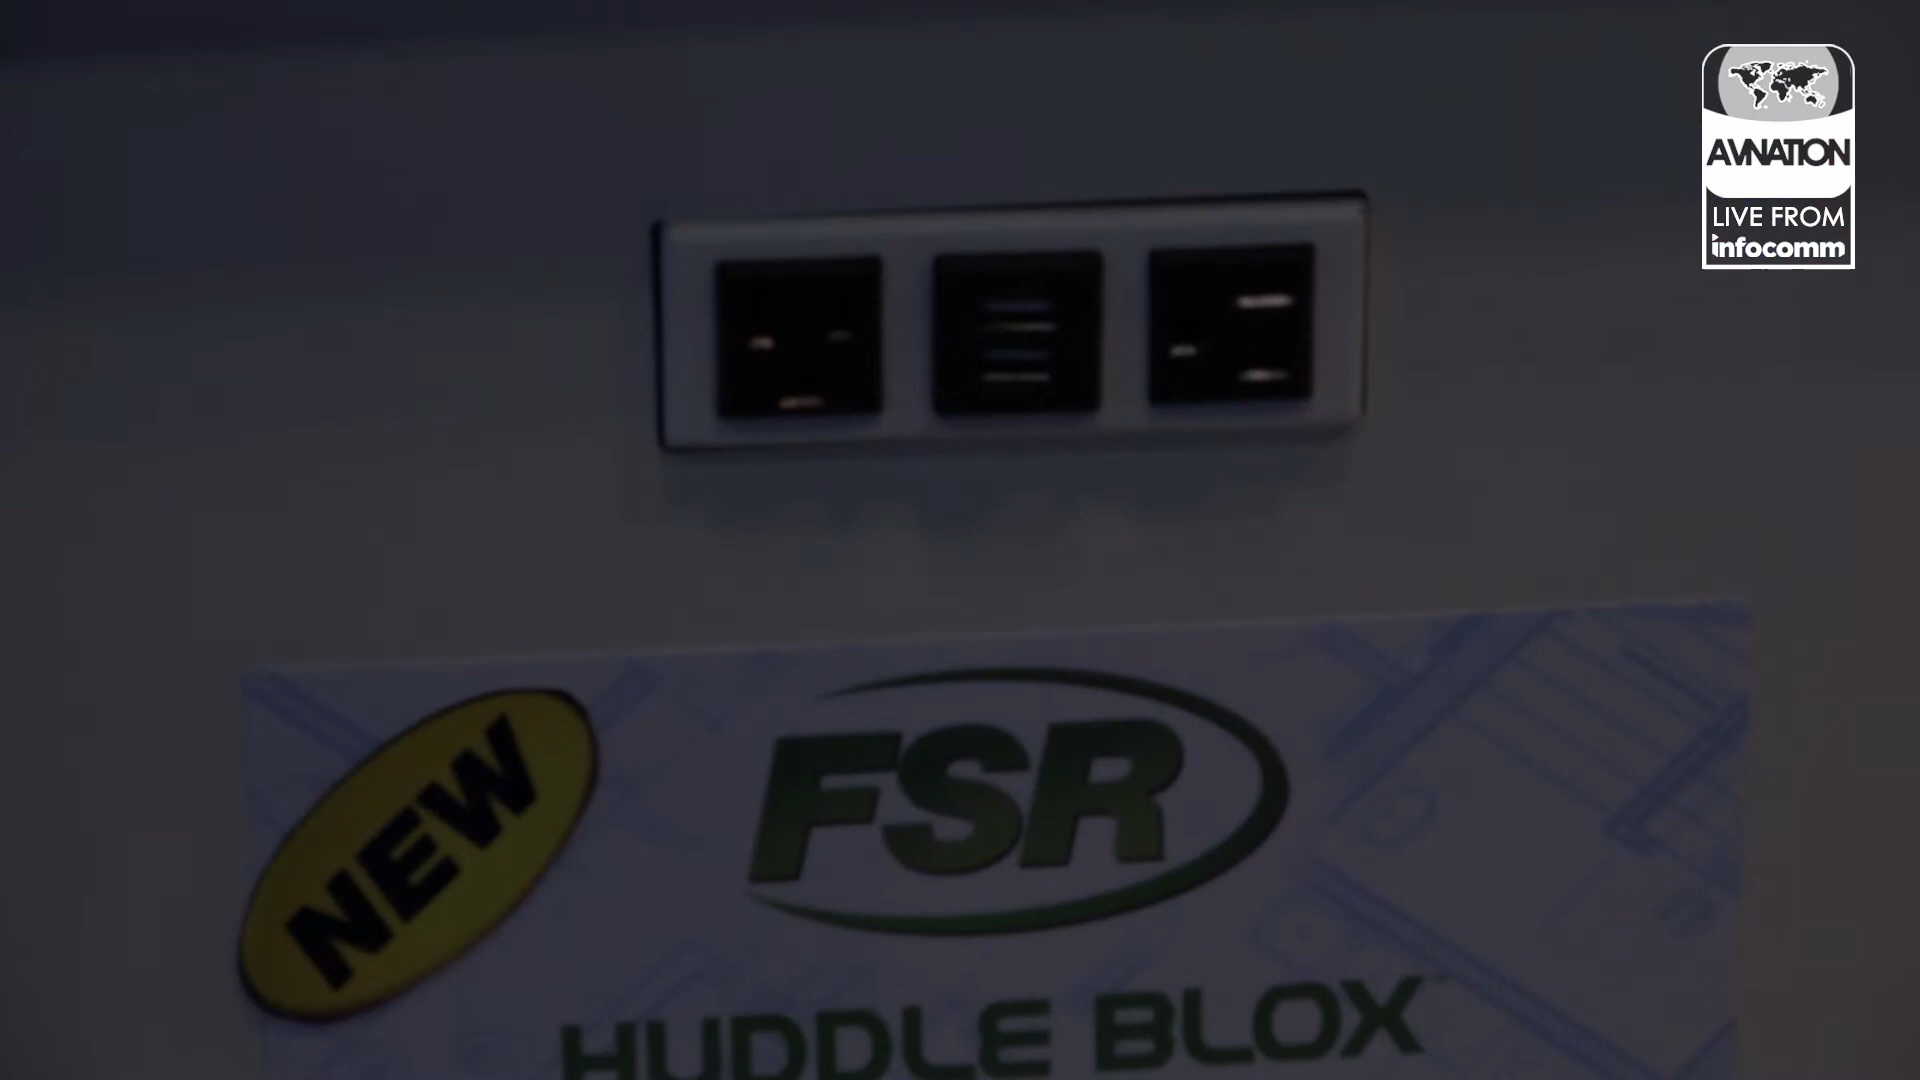 AVNATION
LIVE FROM
infocomm
NEW
FSR
HUDDLE BLOX